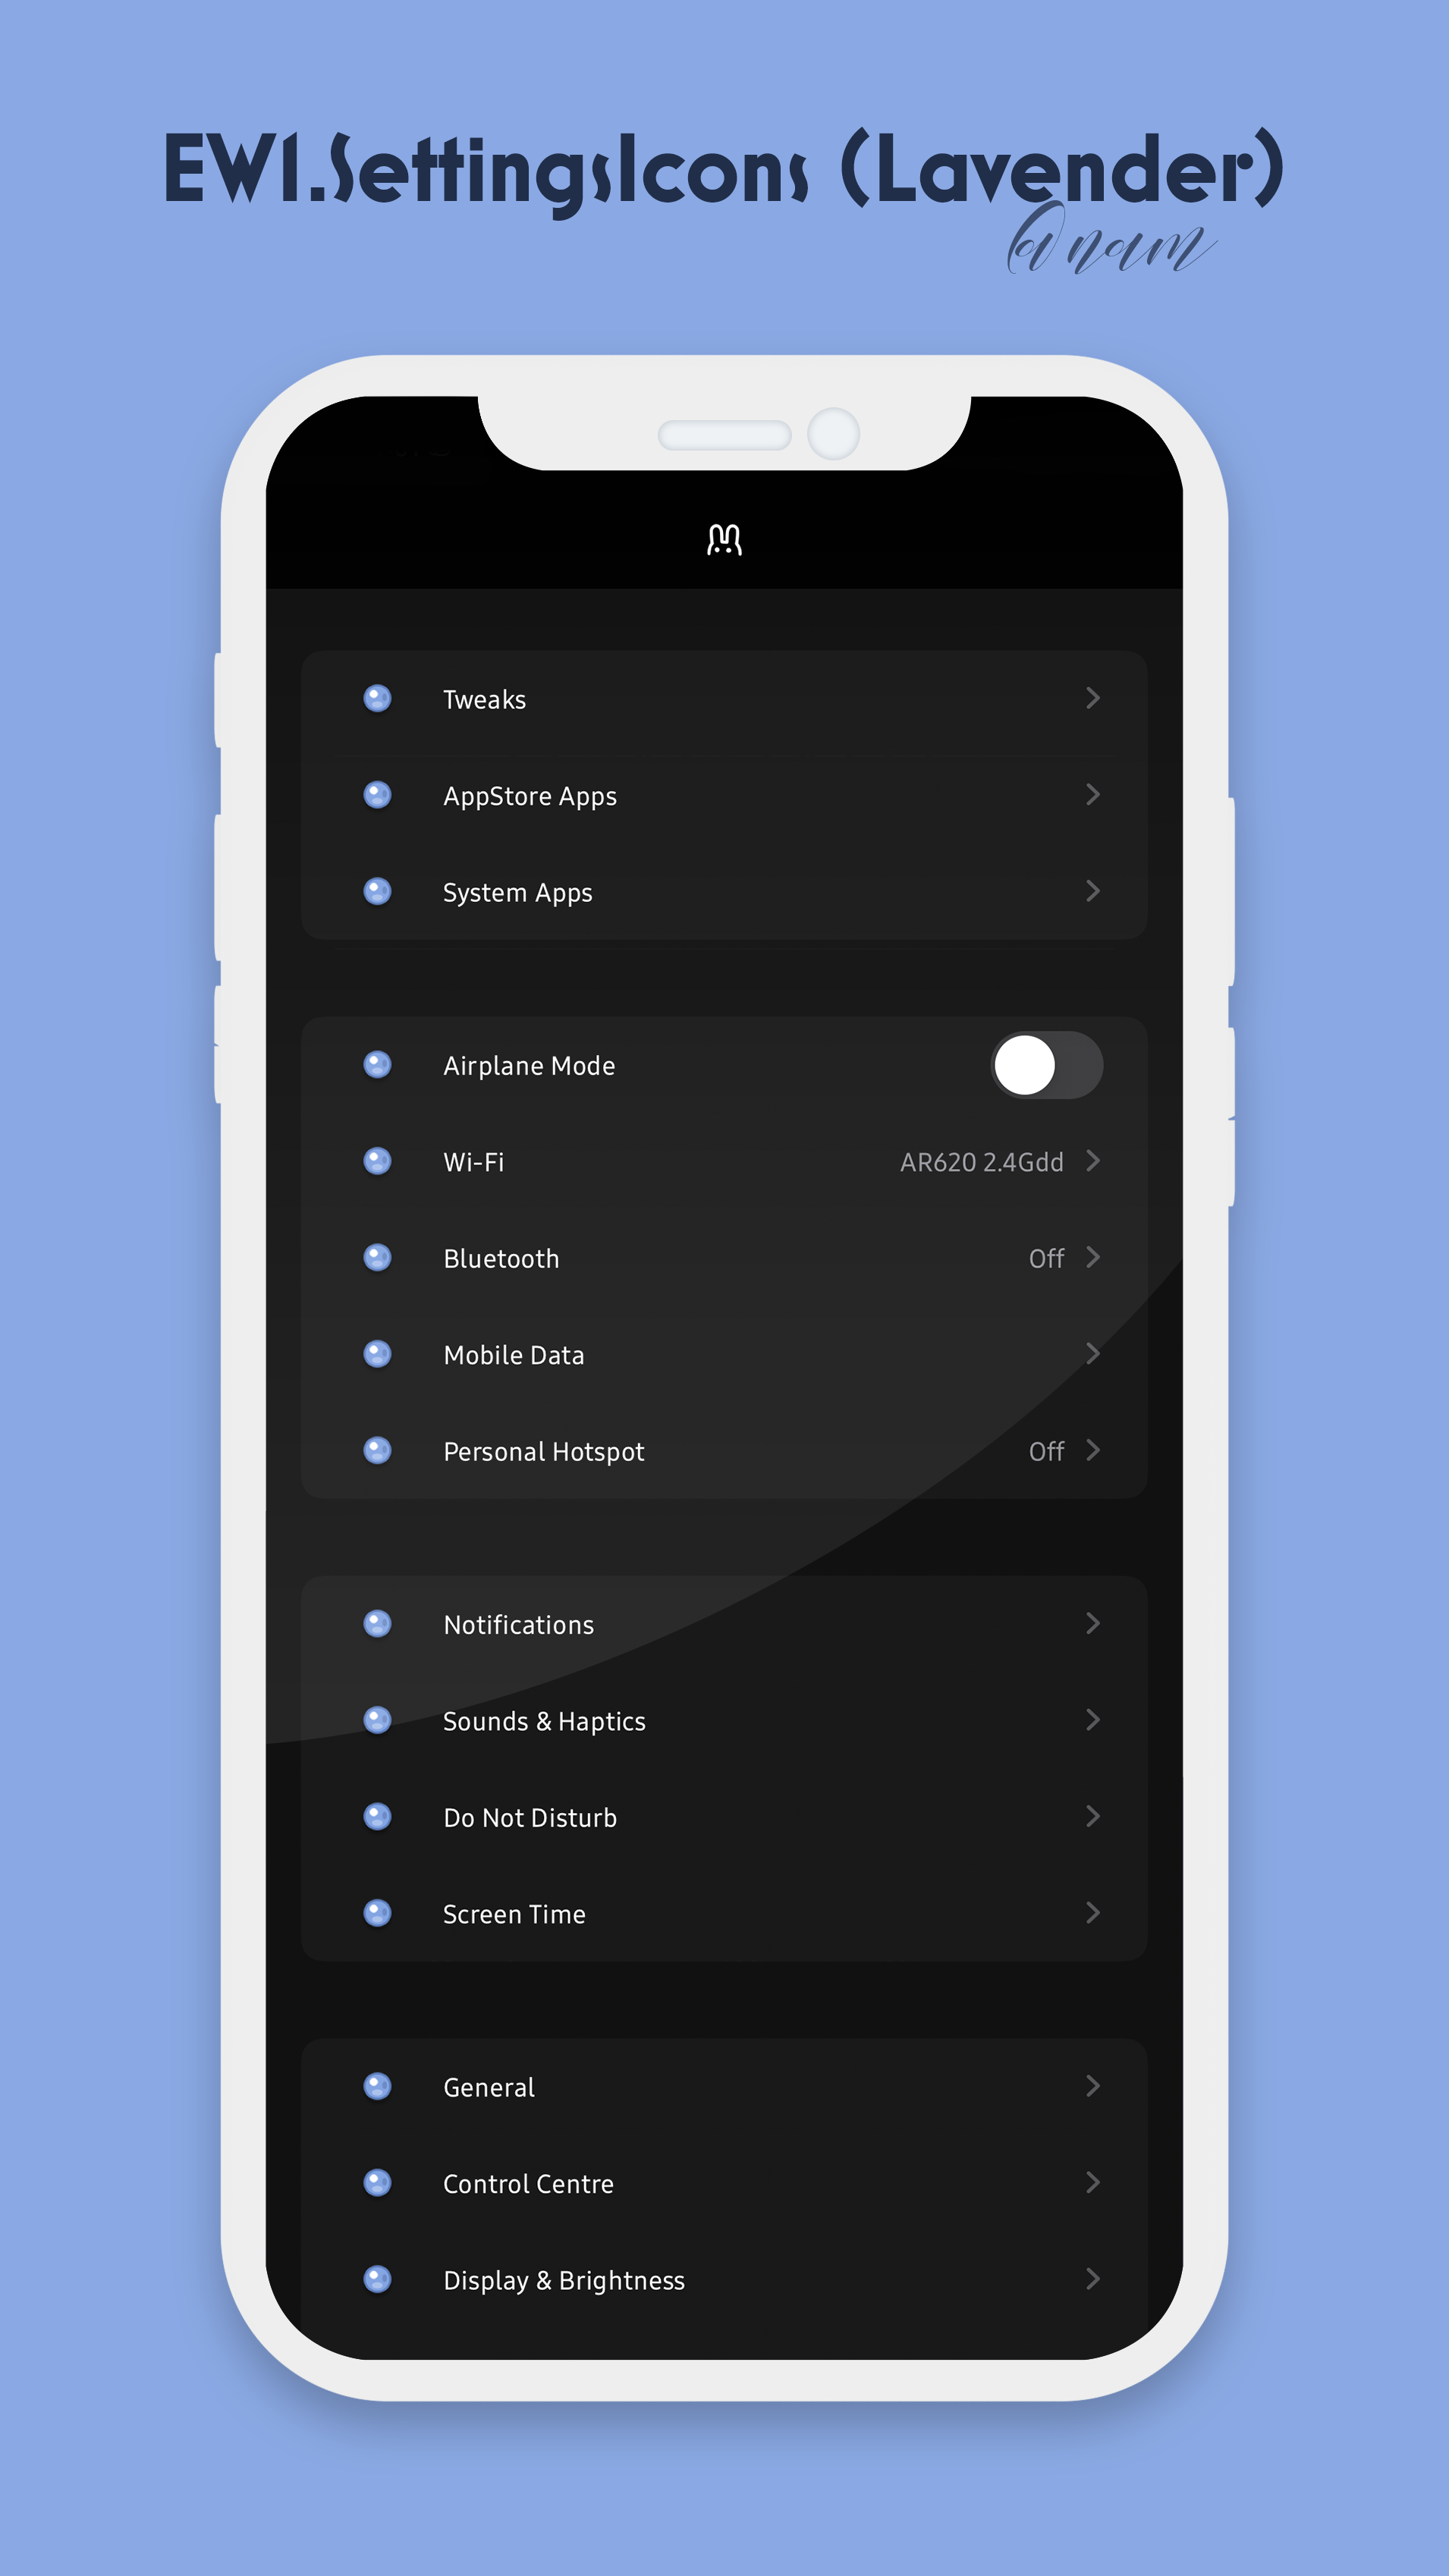 EW1.SettingsIcons (Lavender)
Tweaks
AppStore Apps
System Apps
Airplane Mode
Wi-Fi AR620 2.4Gdd
Bluetooth Off
Mobile Data
Personal Hotspot Off
Notifications
Sounds & Haptics
Do Not Disturb
Screen Time
General
Control Centre
Display & Brightness